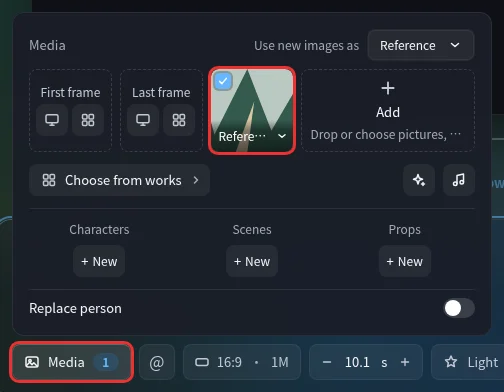 Media
Use new images as
Reference
First frame
Last frame
Refere···
Add
Drop or choose pictures, ···
Choose from works
Characters
Scenes
Props
+ New
+ New
+ New
Replace person
Media 1
@
16:9 · 1M
− 10.1 s +
Light